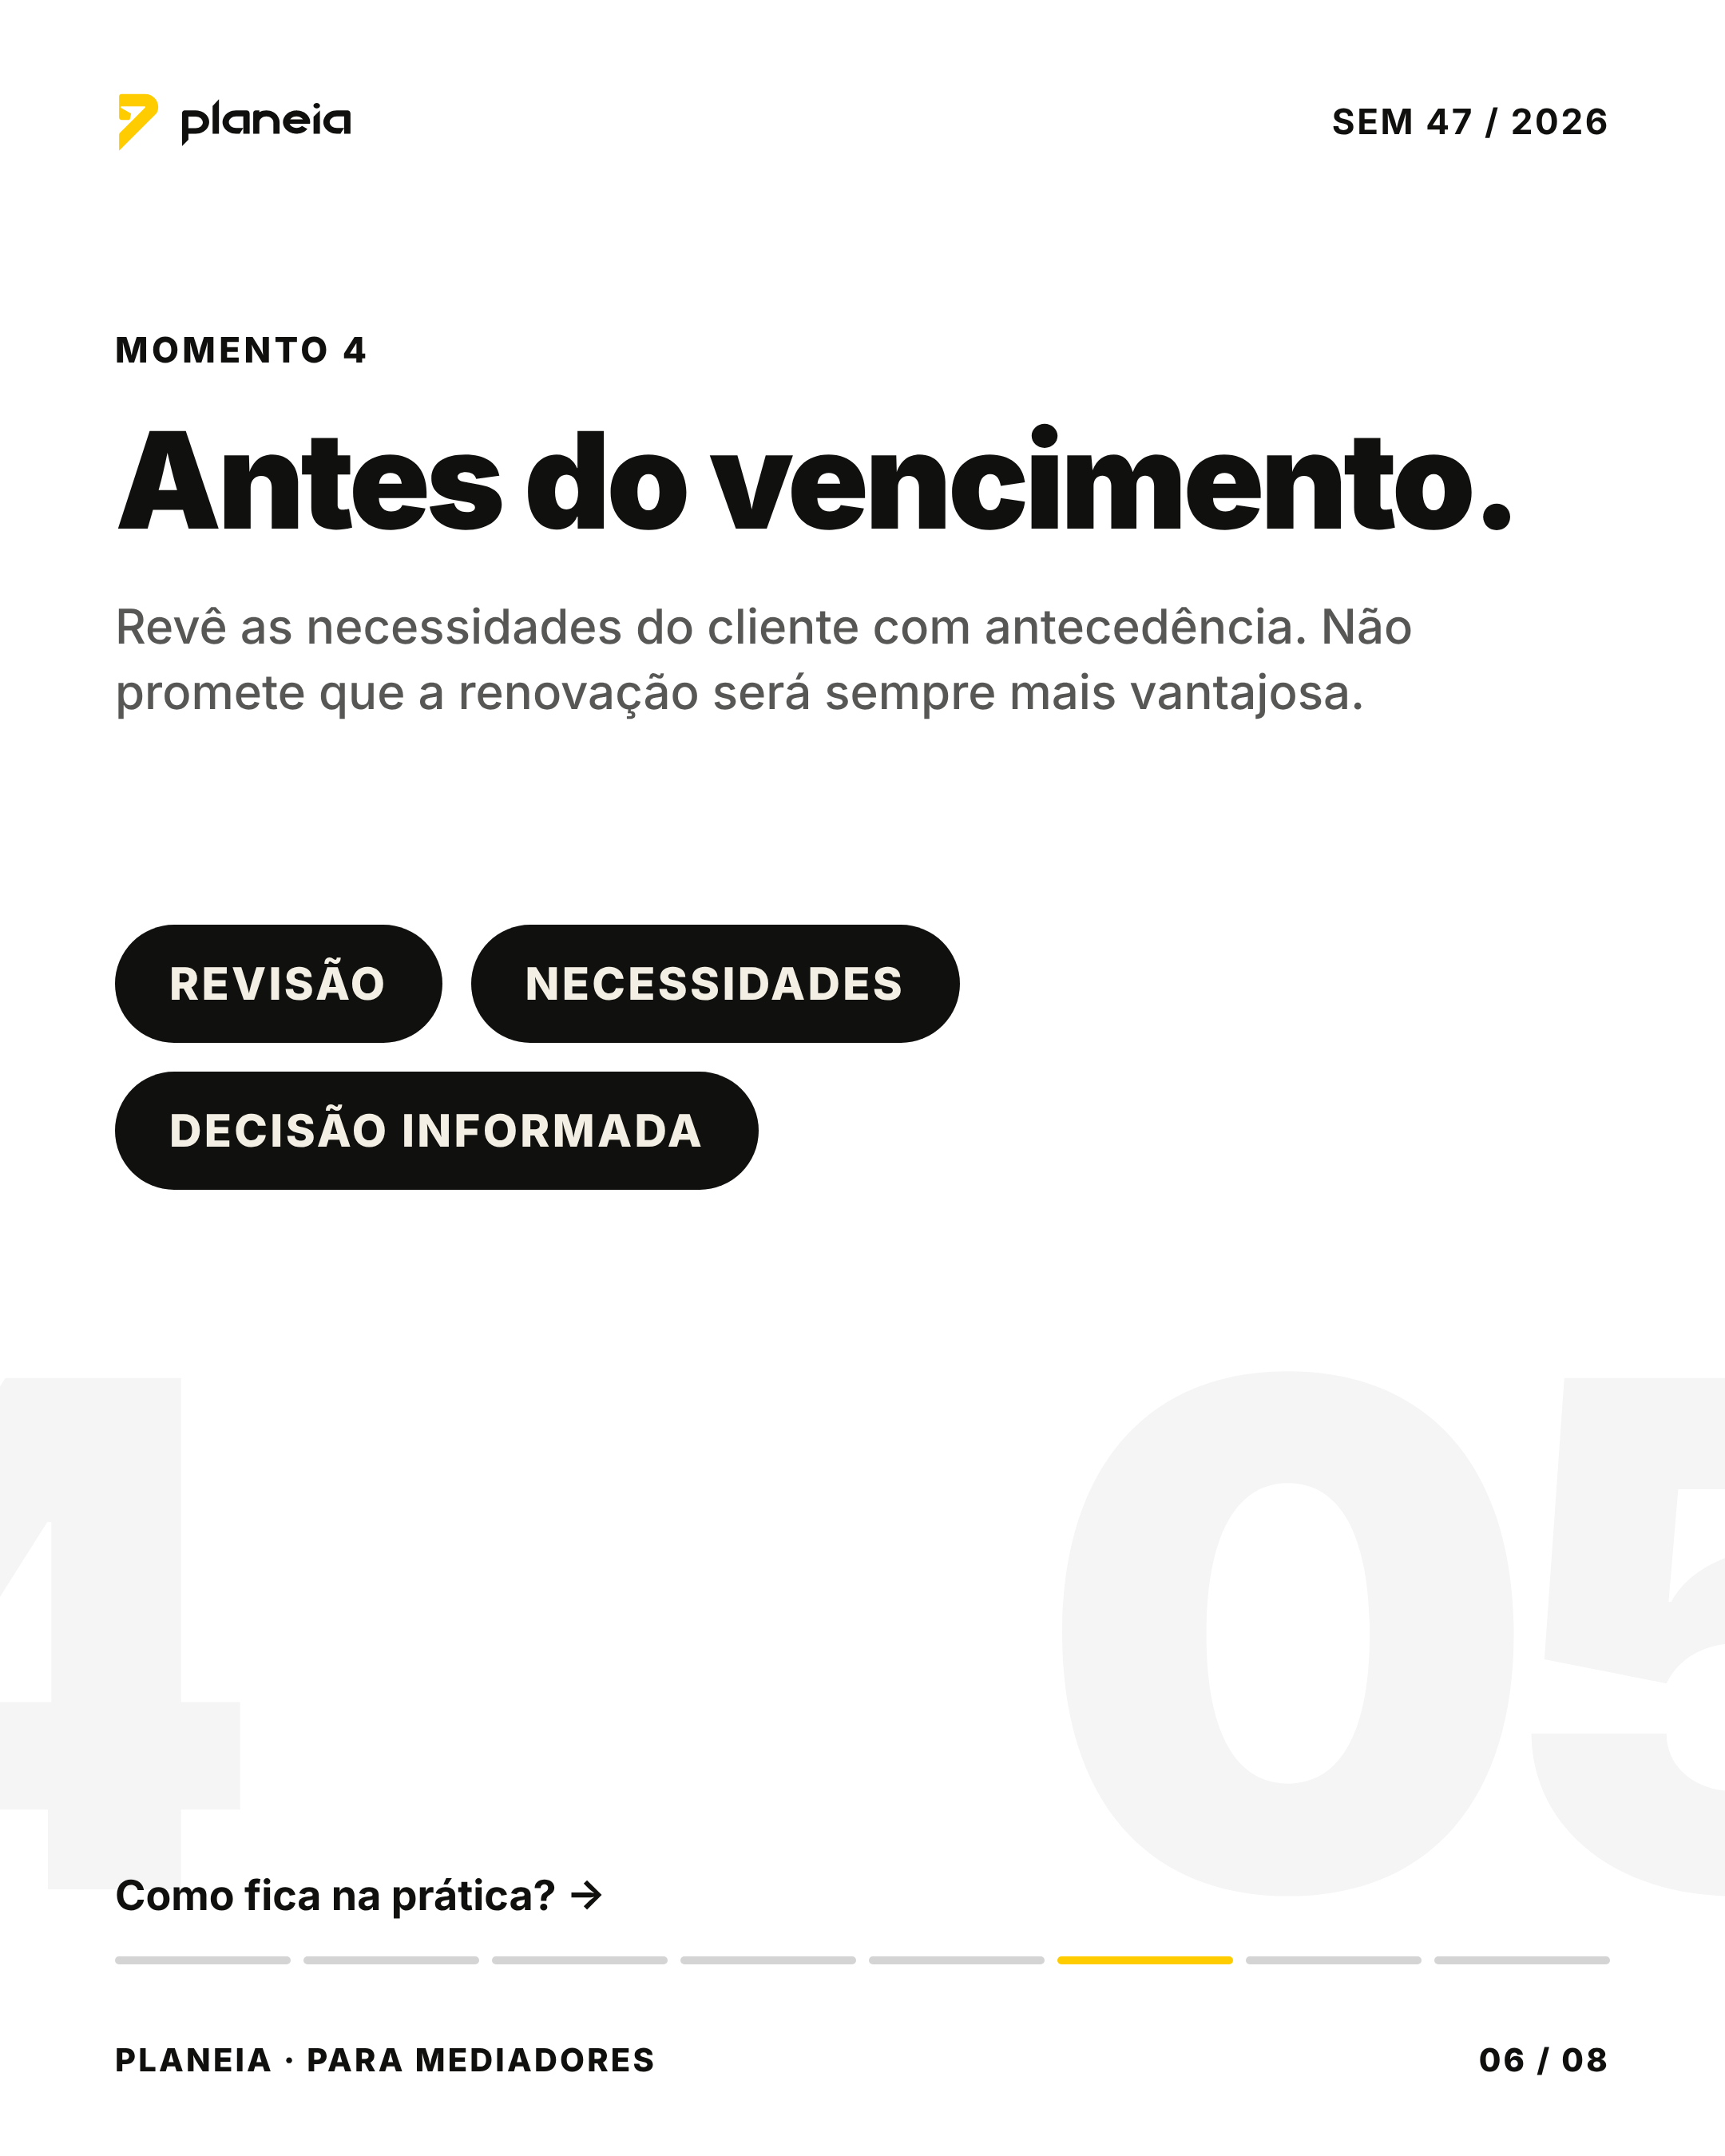 planeia
SEM 47 / 2026
MOMENTO 4
Antes do vencimento.
Revê as necessidades do cliente com antecedência. Não
promete que a renovação será sempre mais vantajosa.
REVISÃO
NECESSIDADES
DECISÃO INFORMADA
4
05
Como fica na prática? →
PLANEIA · PARA MEDIADORES
06 / 08